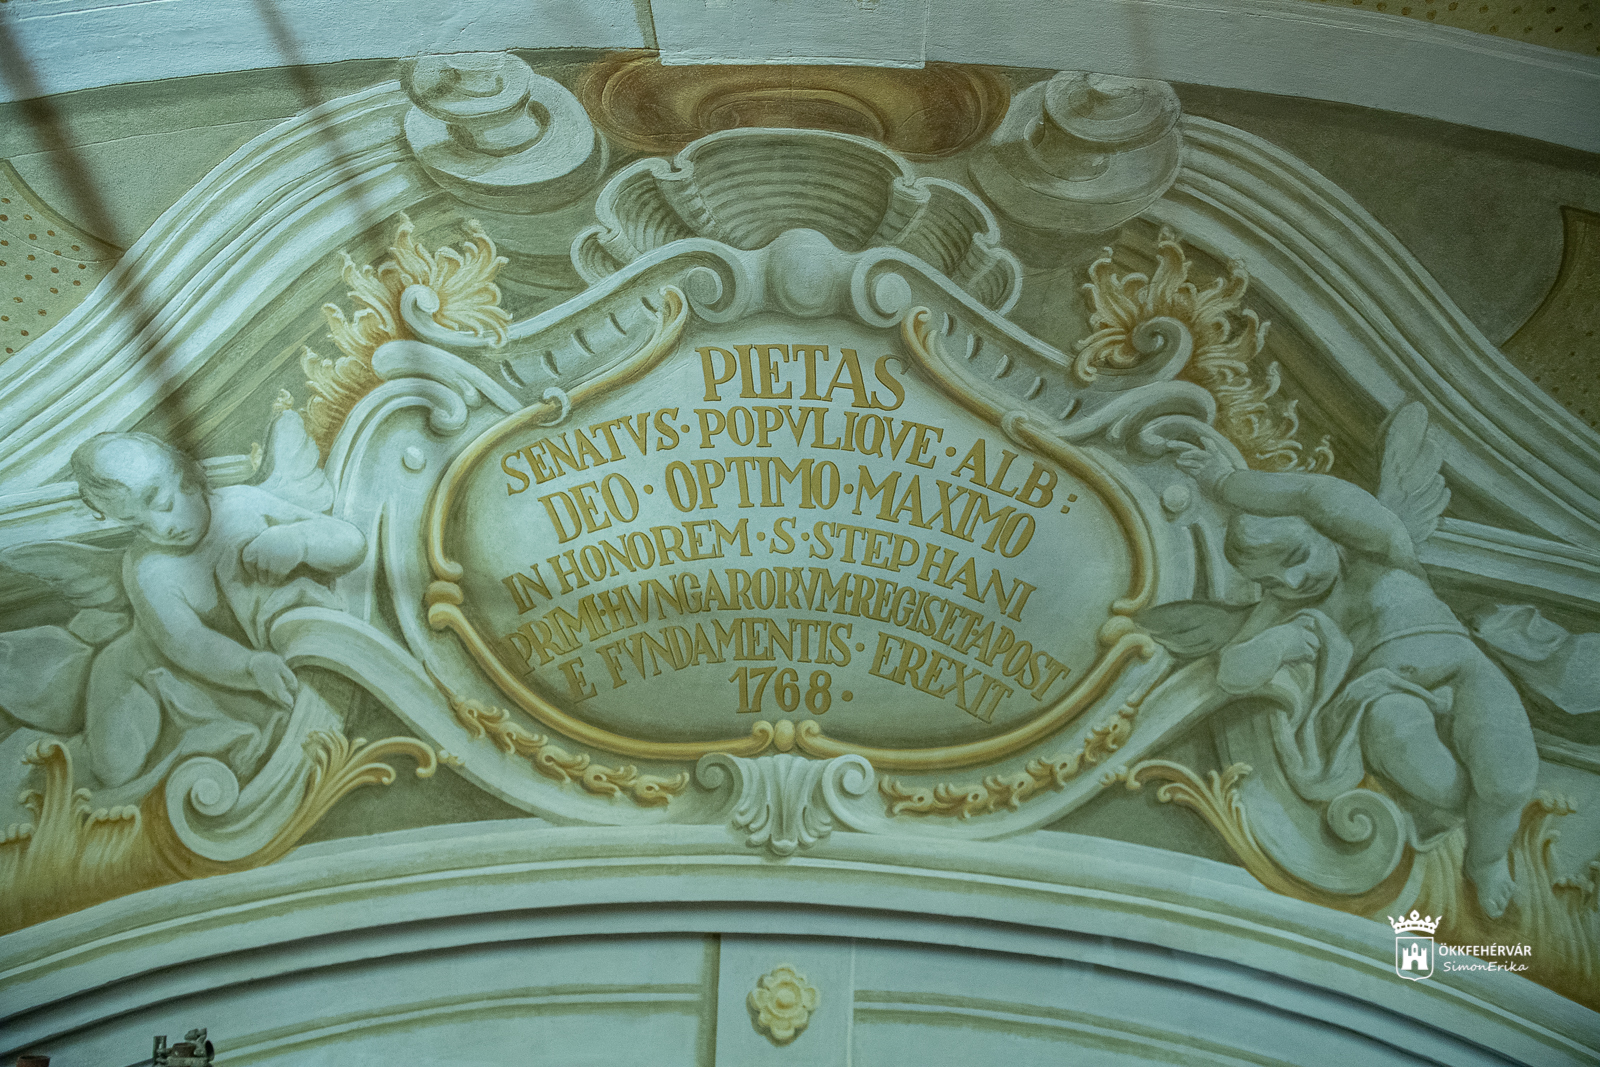 PIETAS
SENATVS·POPVLIQVE·ALB:
DEO·OPTIMO·MAXIMO
IN HONOREM·S·STEPHANI
PRIM·HVNGARORVM·REGIS ET·APOST
E FVNDAMENTIS·EREXIT
1768·
ÖKKFEHÉRVÁR
SimonErika